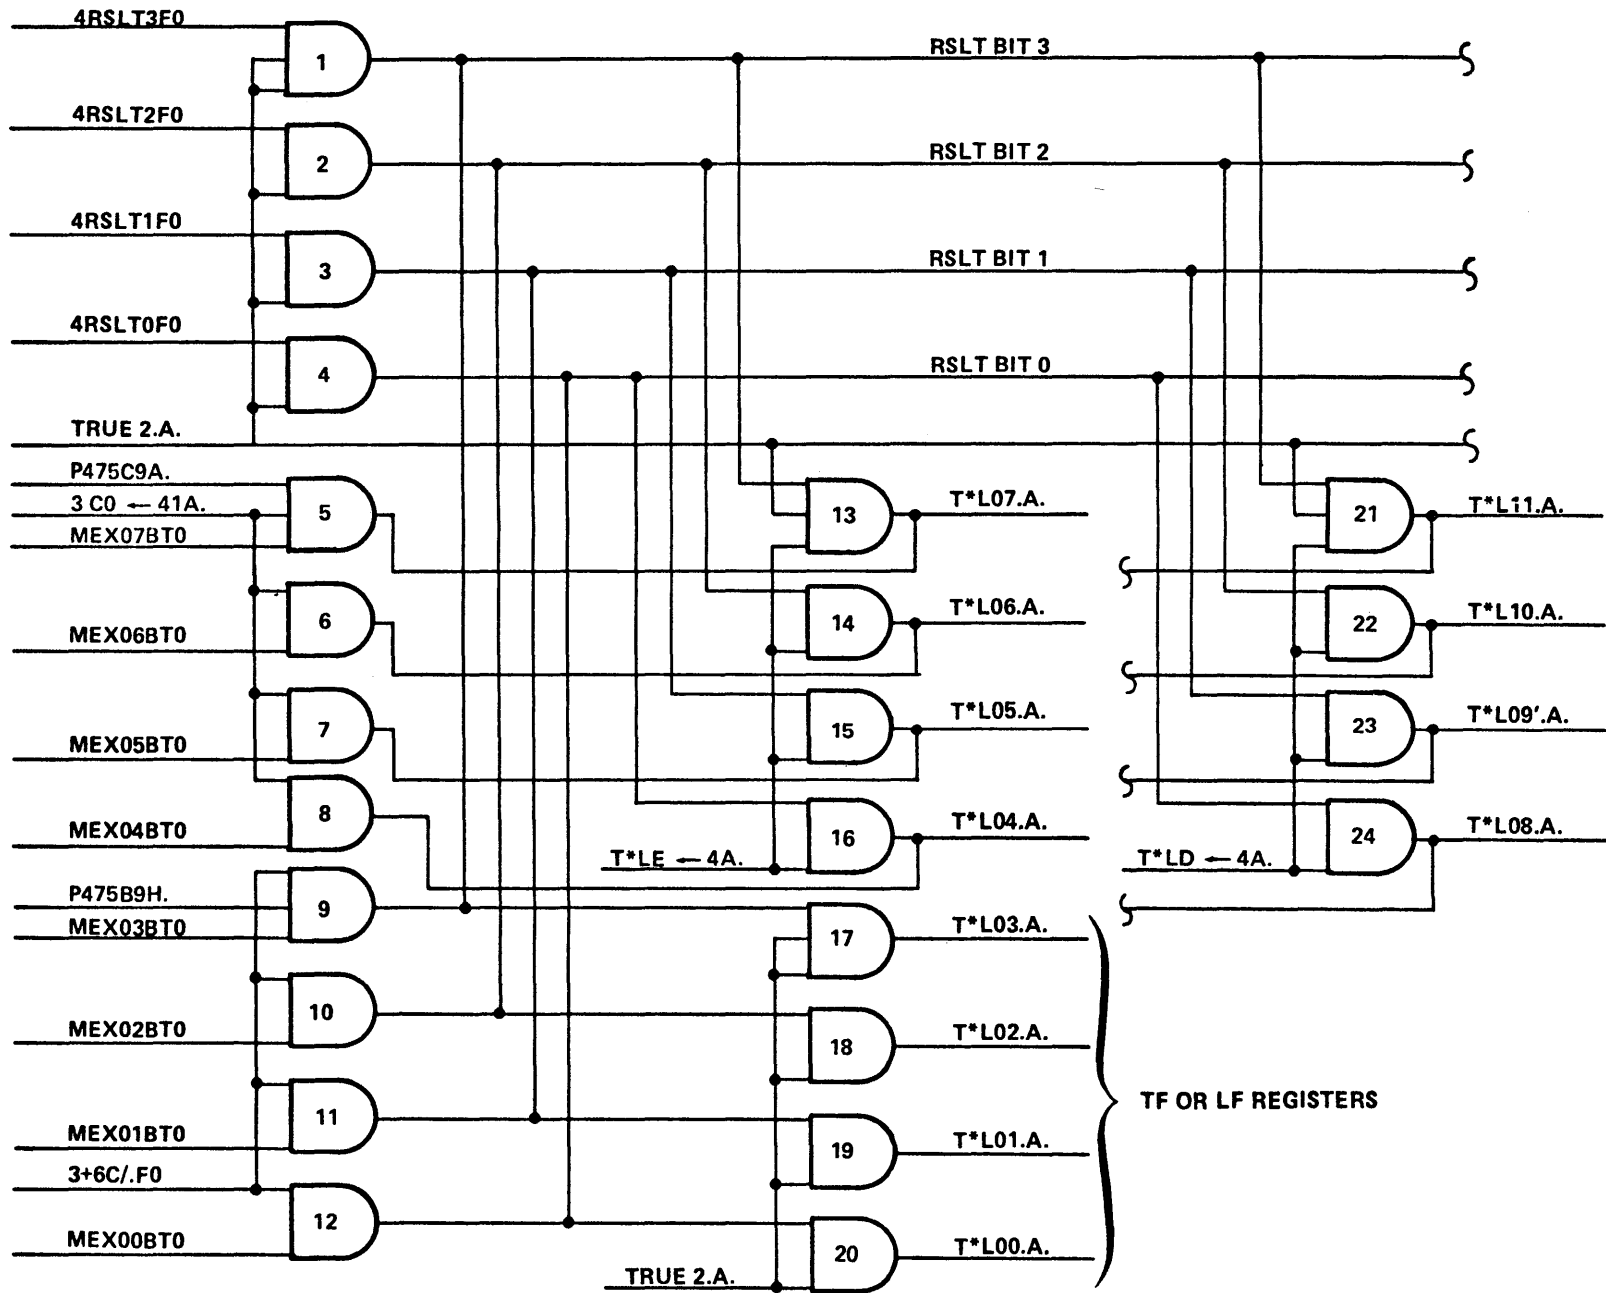 4RSLT3F0
1
RSLT BIT 3
4RSLT2F0
2
RSLT BIT 2
4RSLT1F0
3
RSLT BIT 1
4RSLT0F0
4
RSLT BIT 0
TRUE 2.A.
P475C9A.
3 C0 ← 41A.
MEX07BT0
5
13
T*L07.A.
21
T*L11.A.
6
MEX06BT0
14
T*L06.A.
22
T*L10.A.
7
MEX05BT0
15
T*L05.A.
23
T*L09'.A.
8
MEX04BT0
16
T*L04.A.
T*LE ← 4A.
24
T*L08.A.
T*LD ← 4A.
P475B9H.
9
MEX03BT0
17
T*L03.A.
10
MEX02BT0
18
T*L02.A.
TF OR LF REGISTERS
11
MEX01BT0
19
T*L01.A.
3+6C/.F0
12
MEX00BT0
20
T*L00.A.
TRUE 2.A.